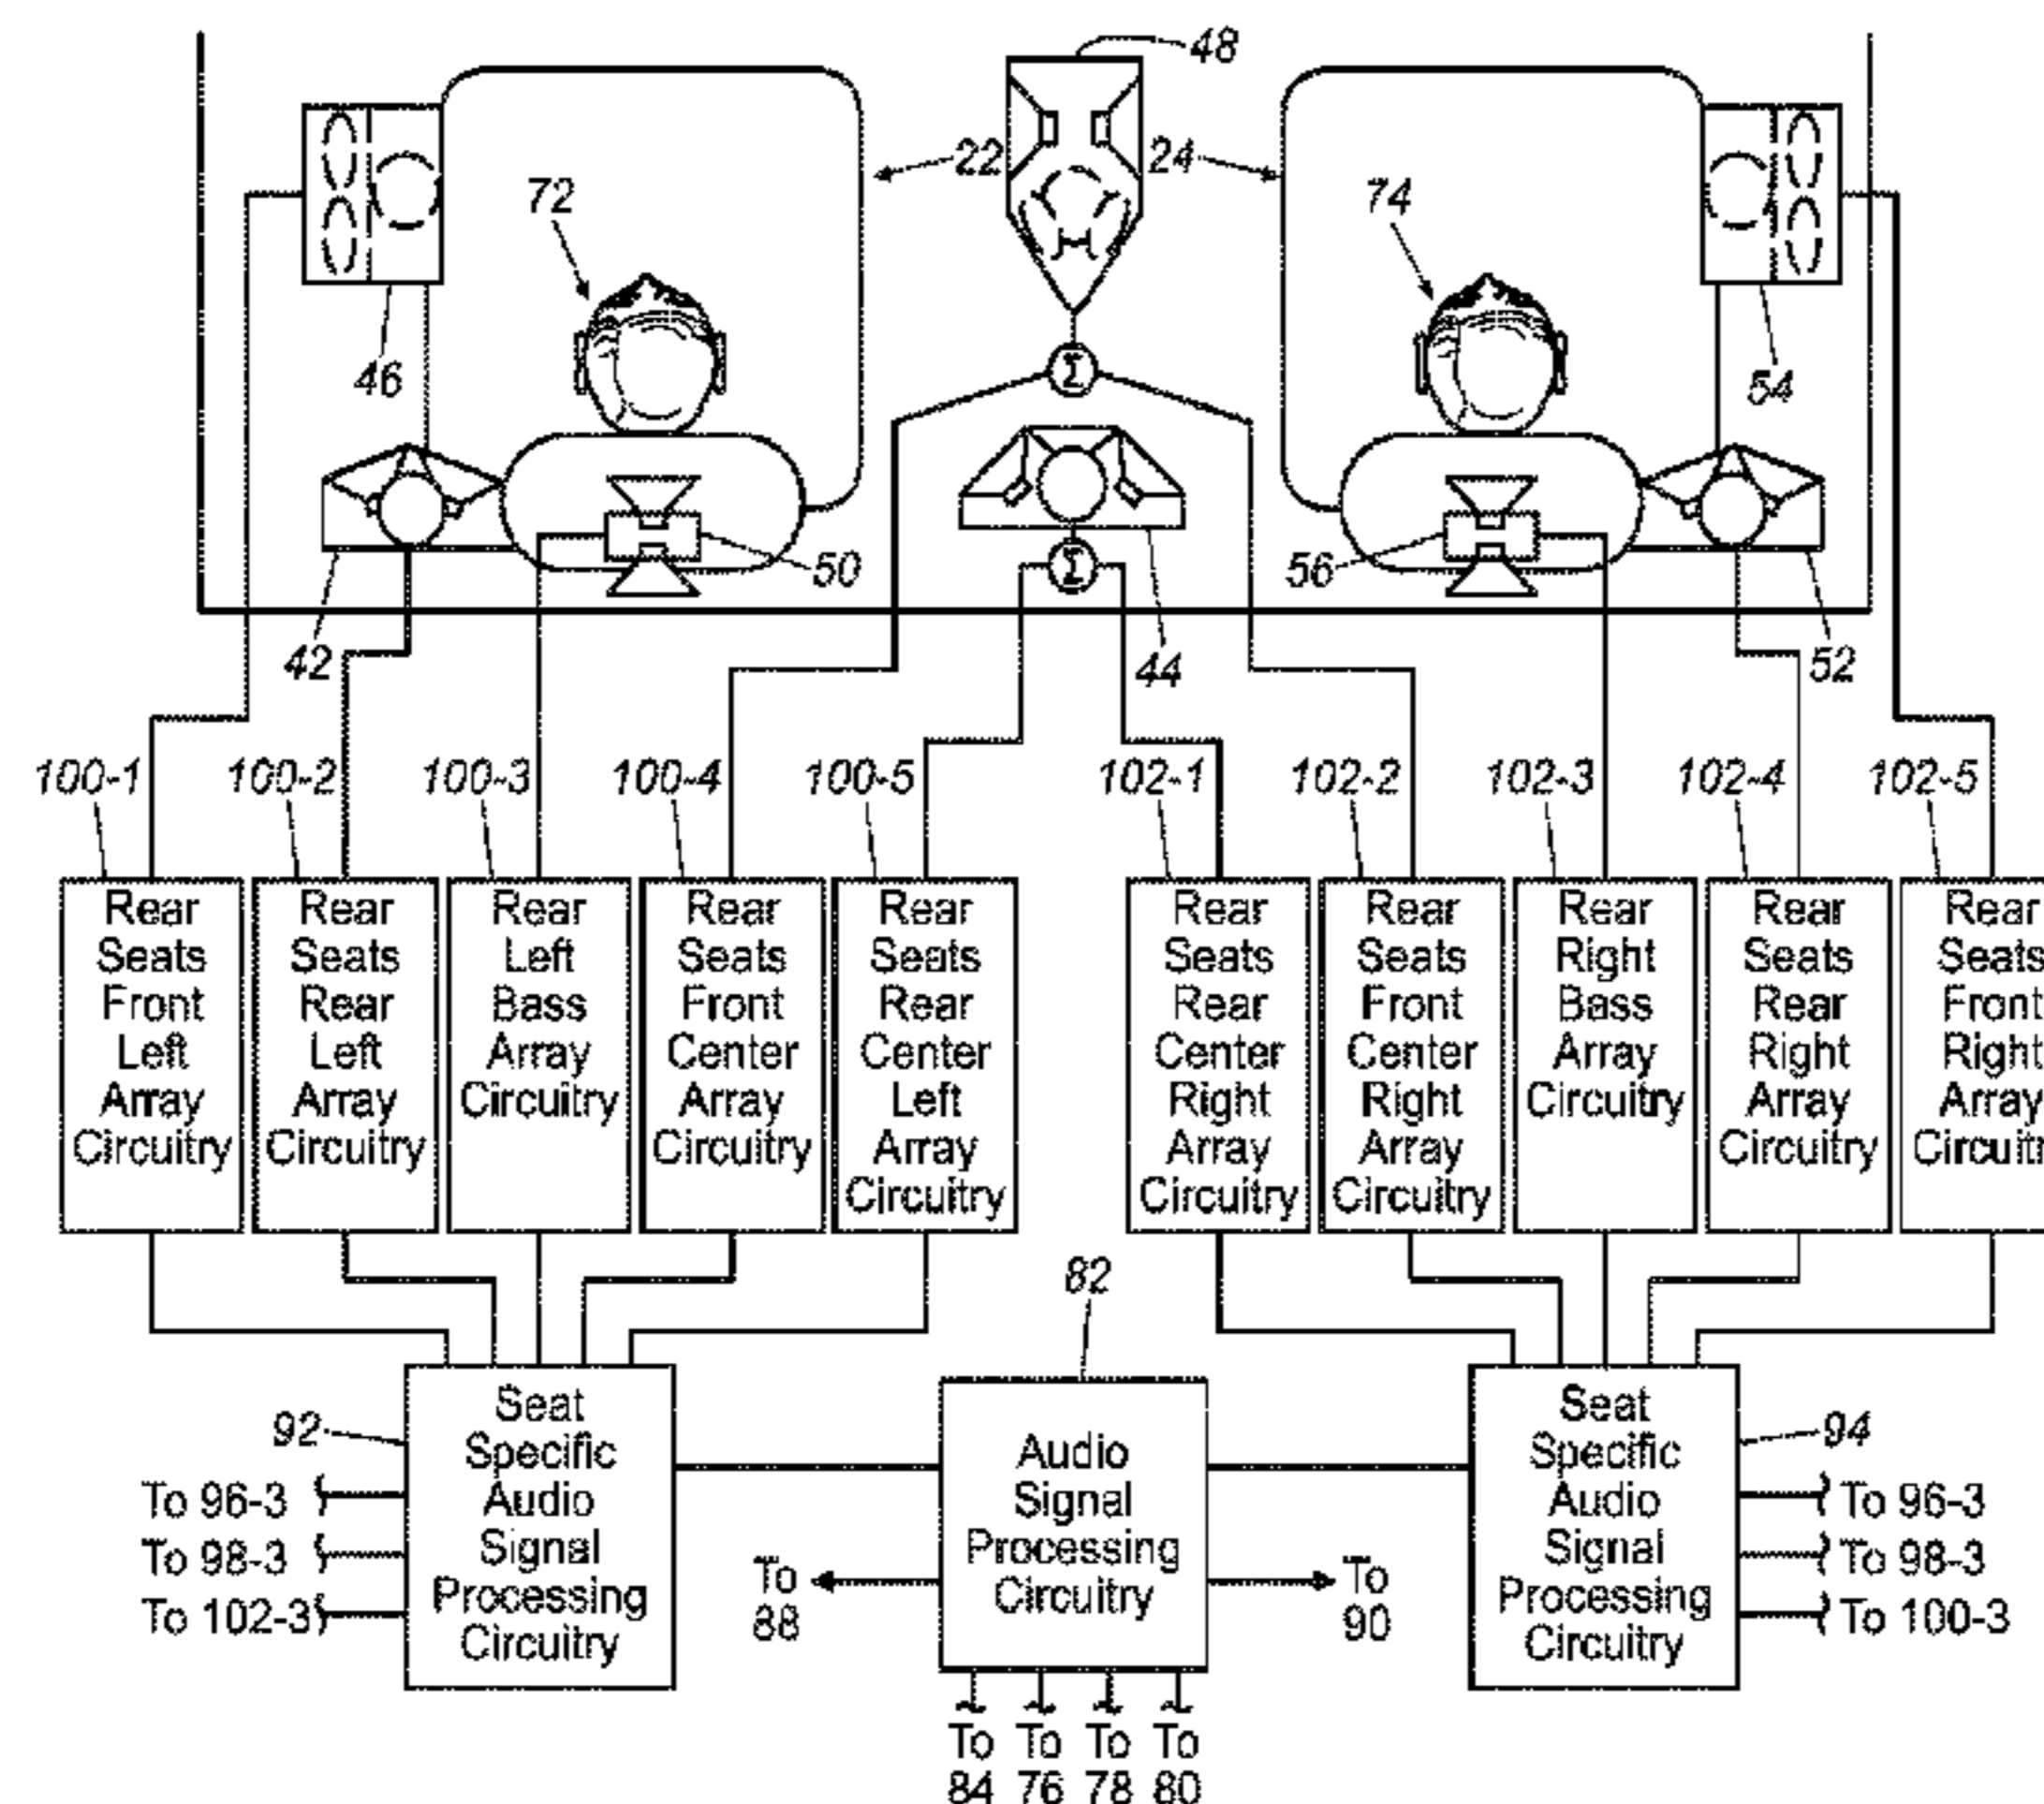 48
22
24
72
74
46
54
Σ
50
56
Σ
42
44
52
100-1
100-2
100-3
100-4
100-5
102-1
102-2
102-3
102-4
102-5
Rear
Seats
Front
Left
Array
Circuitry
Rear
Seats
Rear
Left
Array
Circuitry
Rear
Left
Bass
Array
Circuitry
Rear
Seats
Front
Center
Array
Circuitry
Rear
Seats
Rear
Center
Left
Array
Circuitry
Rear
Seats
Rear
Center
Right
Array
Circuitry
Rear
Seats
Front
Center
Right
Array
Circuitry
Rear
Right
Bass
Array
Circuitry
Rear
Seats
Rear
Right
Array
Circuitry
Rear
Seats
Front
Right
Array
Circuitr
82
92
Seat
Specific
Audio
Signal
Processing
Circuitry
To 96-3
To 98-3
To 102-3
Audio
Signal
Processing
Circuitry
To
88
To
90
To
84
To
76
To
78
To
80
Seat
Specific
Audio
Signal
Processing
Circuitry
94
To 96-3
To 98-3
To 100-3